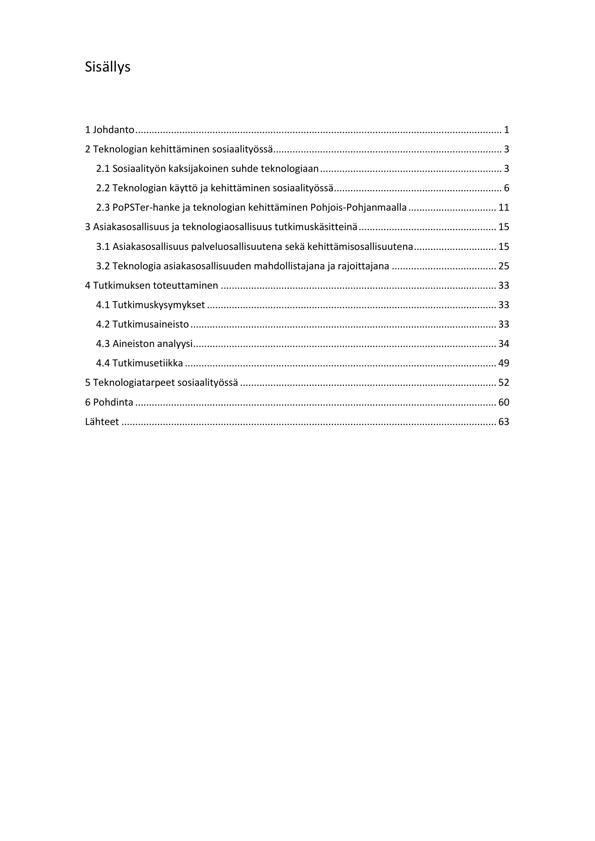 Sisällys
1 Johdanto 1
2 Teknologian kehittäminen sosiaalityössä 3
2.1 Sosiaalityön kaksijakoinen suhde teknologiaan 3
2.2 Teknologian käyttö ja kehittäminen sosiaalityössä 6
2.3 PoPSTer-hanke ja teknologian kehittäminen Pohjois-Pohjanmaalla 11
3 Asiakasosallisuus ja teknologiaosallisuus tutkimuskäsitteinä 15
3.1 Asiakasosallisuus palveluosallisuutena sekä kehittämisosallisuutena 15
3.2 Teknologia asiakasosallisuuden mahdollistajana ja rajoittajana 25
4 Tutkimuksen toteuttaminen 33
4.1 Tutkimuskysymykset 33
4.2 Tutkimusaineisto 33
4.3 Aineiston analyysi 34
4.4 Tutkimusetiikka 49
5 Teknologiatarpeet sosiaalityössä 52
6 Pohdinta 60
Lähteet 63